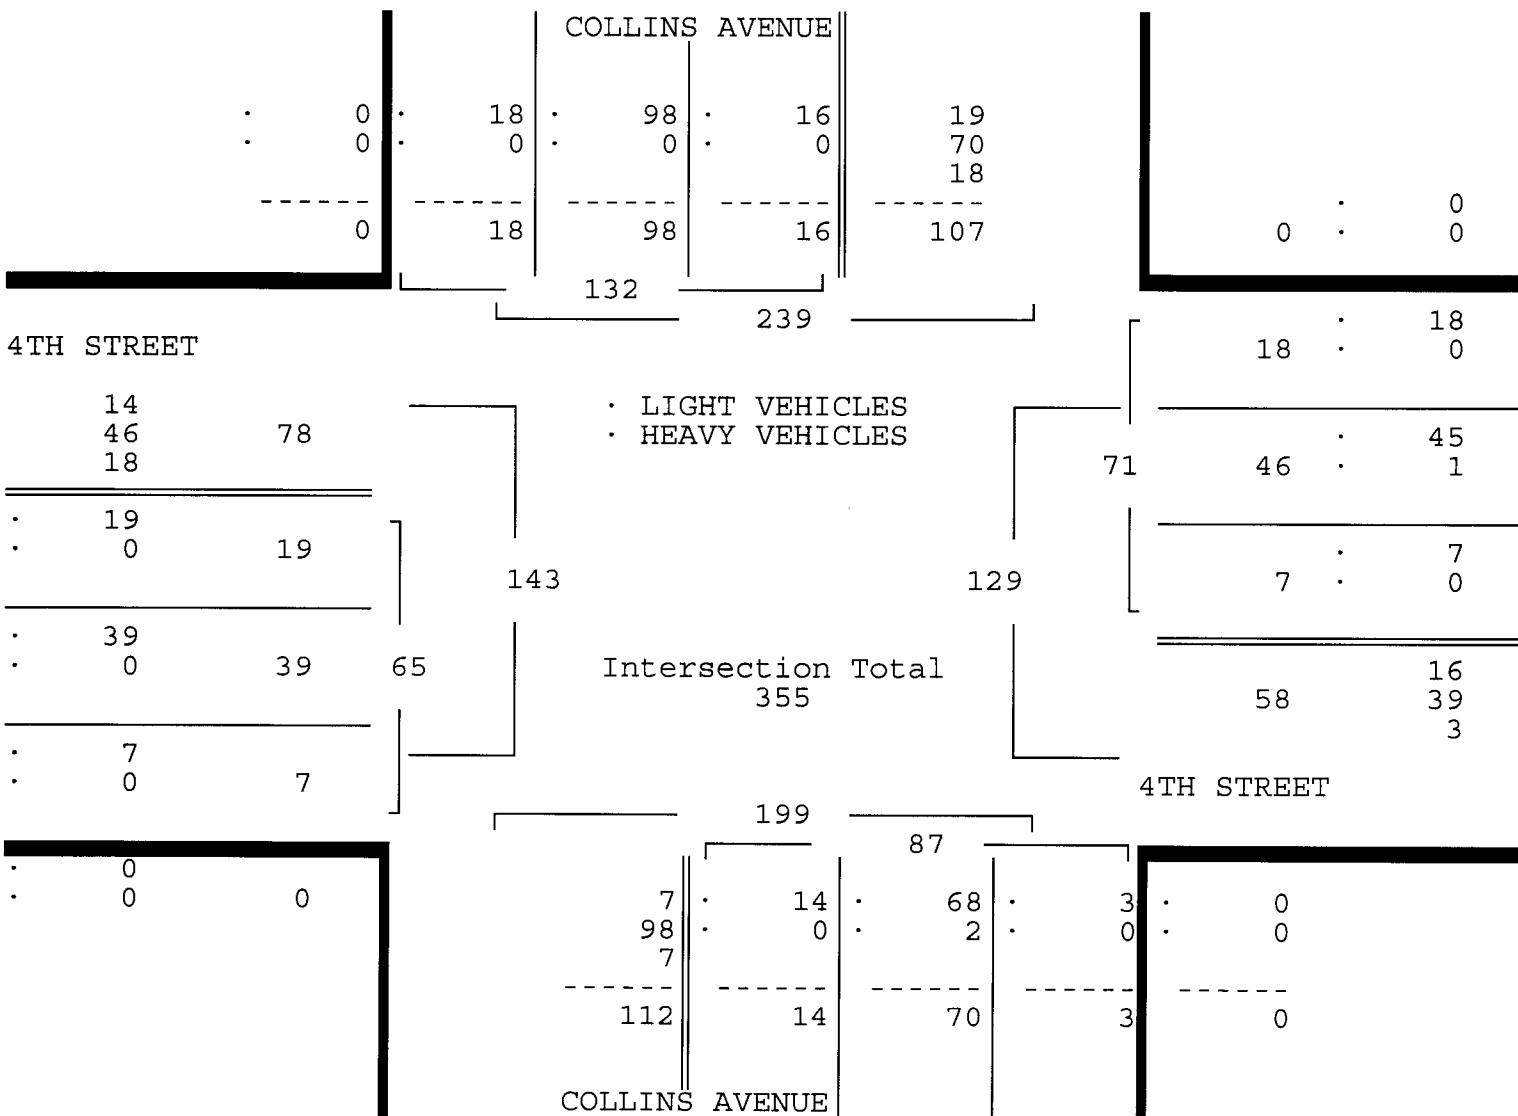 COLLINS AVENUE
· 0 · 18 · 98 · 16 19
· 0 · 0 · 0 · 0 70
18
------ ------ ------ ------ ------
· 0
0 18 98 16 107
0 · 0
132
239
· 18
4TH STREET
18 · 0
14
· LIGHT VEHICLES
46 78
· HEAVY VEHICLES
· 45
18
71 46 · 1
· 19
· 0 19
· 7
143
129
7 · 0
· 39
· 0 39 65
Intersection Total
16
355
58 39
3
· 7
· 0 7
4TH STREET
199
87
· 0
· 0 0
7 · 14 · 68 · 3 · 0
98 · 0 · 2 · 0 · 0
7
------ ------ ------ ------ ------
112 14 70 3 0
COLLINS AVENUE